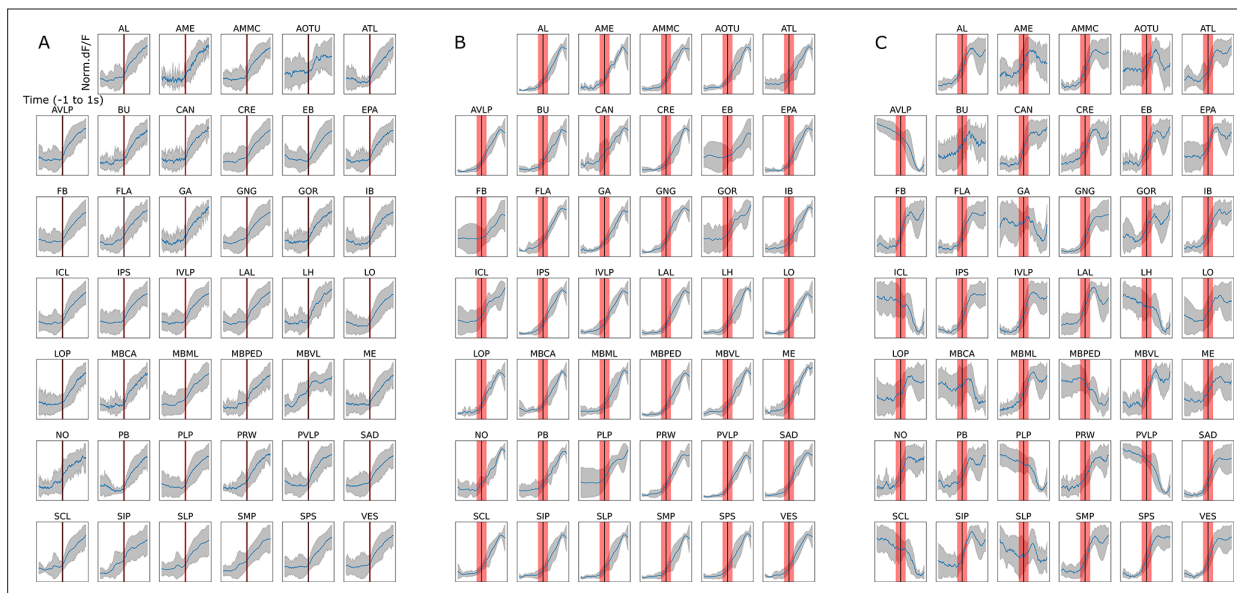 A
AL AME AMMC AOTU ATL
Norm.dF/F
Time (-1 to 1s)
AVLP BU CAN CRE EB EPA
FB FLA GA GNG GOR IB
ICL IPS IVLP LAL LH LO
LOP MBCA MBML MBPED MBVL ME
NO PB PLP PRW PVLP SAD
SCL SIP SLP SMP SPS VES
B
AL AME AMMC AOTU ATL
AVLP BU CAN CRE EB EPA
FB FLA GA GNG GOR IB
ICL IPS IVLP LAL LH LO
LOP MBCA MBML MBPED MBVL ME
NO PB PLP PRW PVLP SAD
SCL SIP SLP SMP SPS VES
C
AL AME AMMC AOTU ATL
AVLP BU CAN CRE EB EPA
FB FLA GA GNG GOR IB
ICL IPS IVLP LAL LH LO
LOP MBCA MBML MBPED MBVL ME
NO PB PLP PRW PVLP SAD
SCL SIP SLP SMP SPS VES